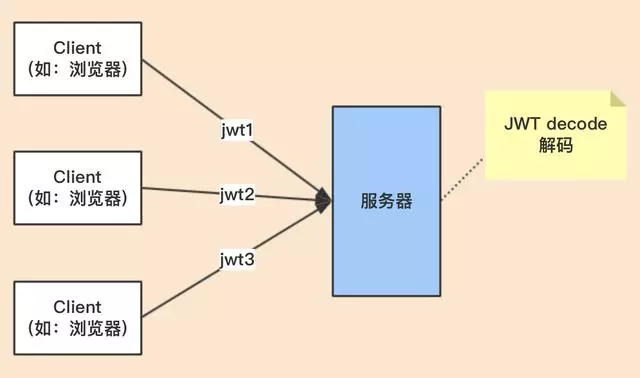 Client
（如：浏览器）
jwt1
Client
（如：浏览器）
jwt2
Client
（如：浏览器）
jwt3
服务器
JWT decode
解码